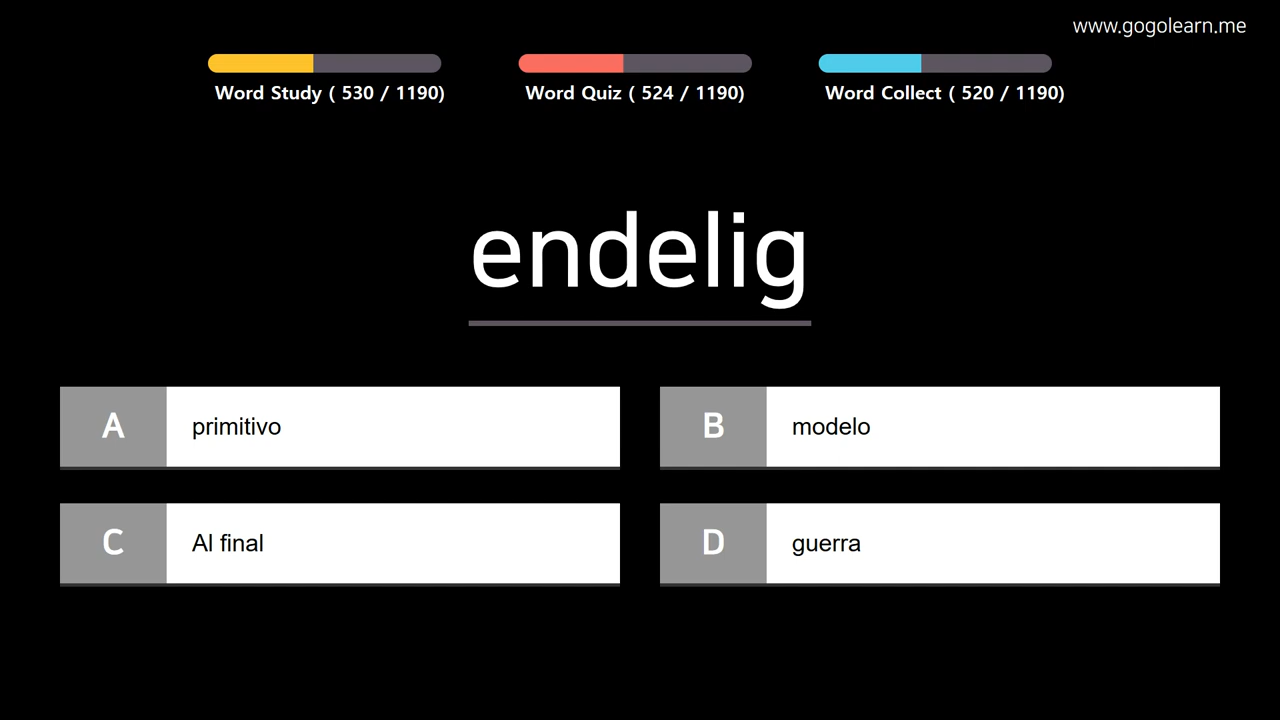 www.gogolearn.me
Word Study ( 530 / 1190)
Word Quiz ( 524 / 1190)
Word Collect ( 520 / 1190)
endelig
A primitivo
B modelo
C Al final
D guerra